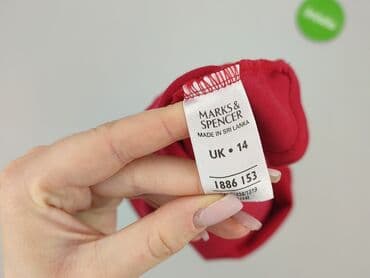 MARKS &
SPENCER
MADE IN SRI LANKA
UK • 14
1886 153